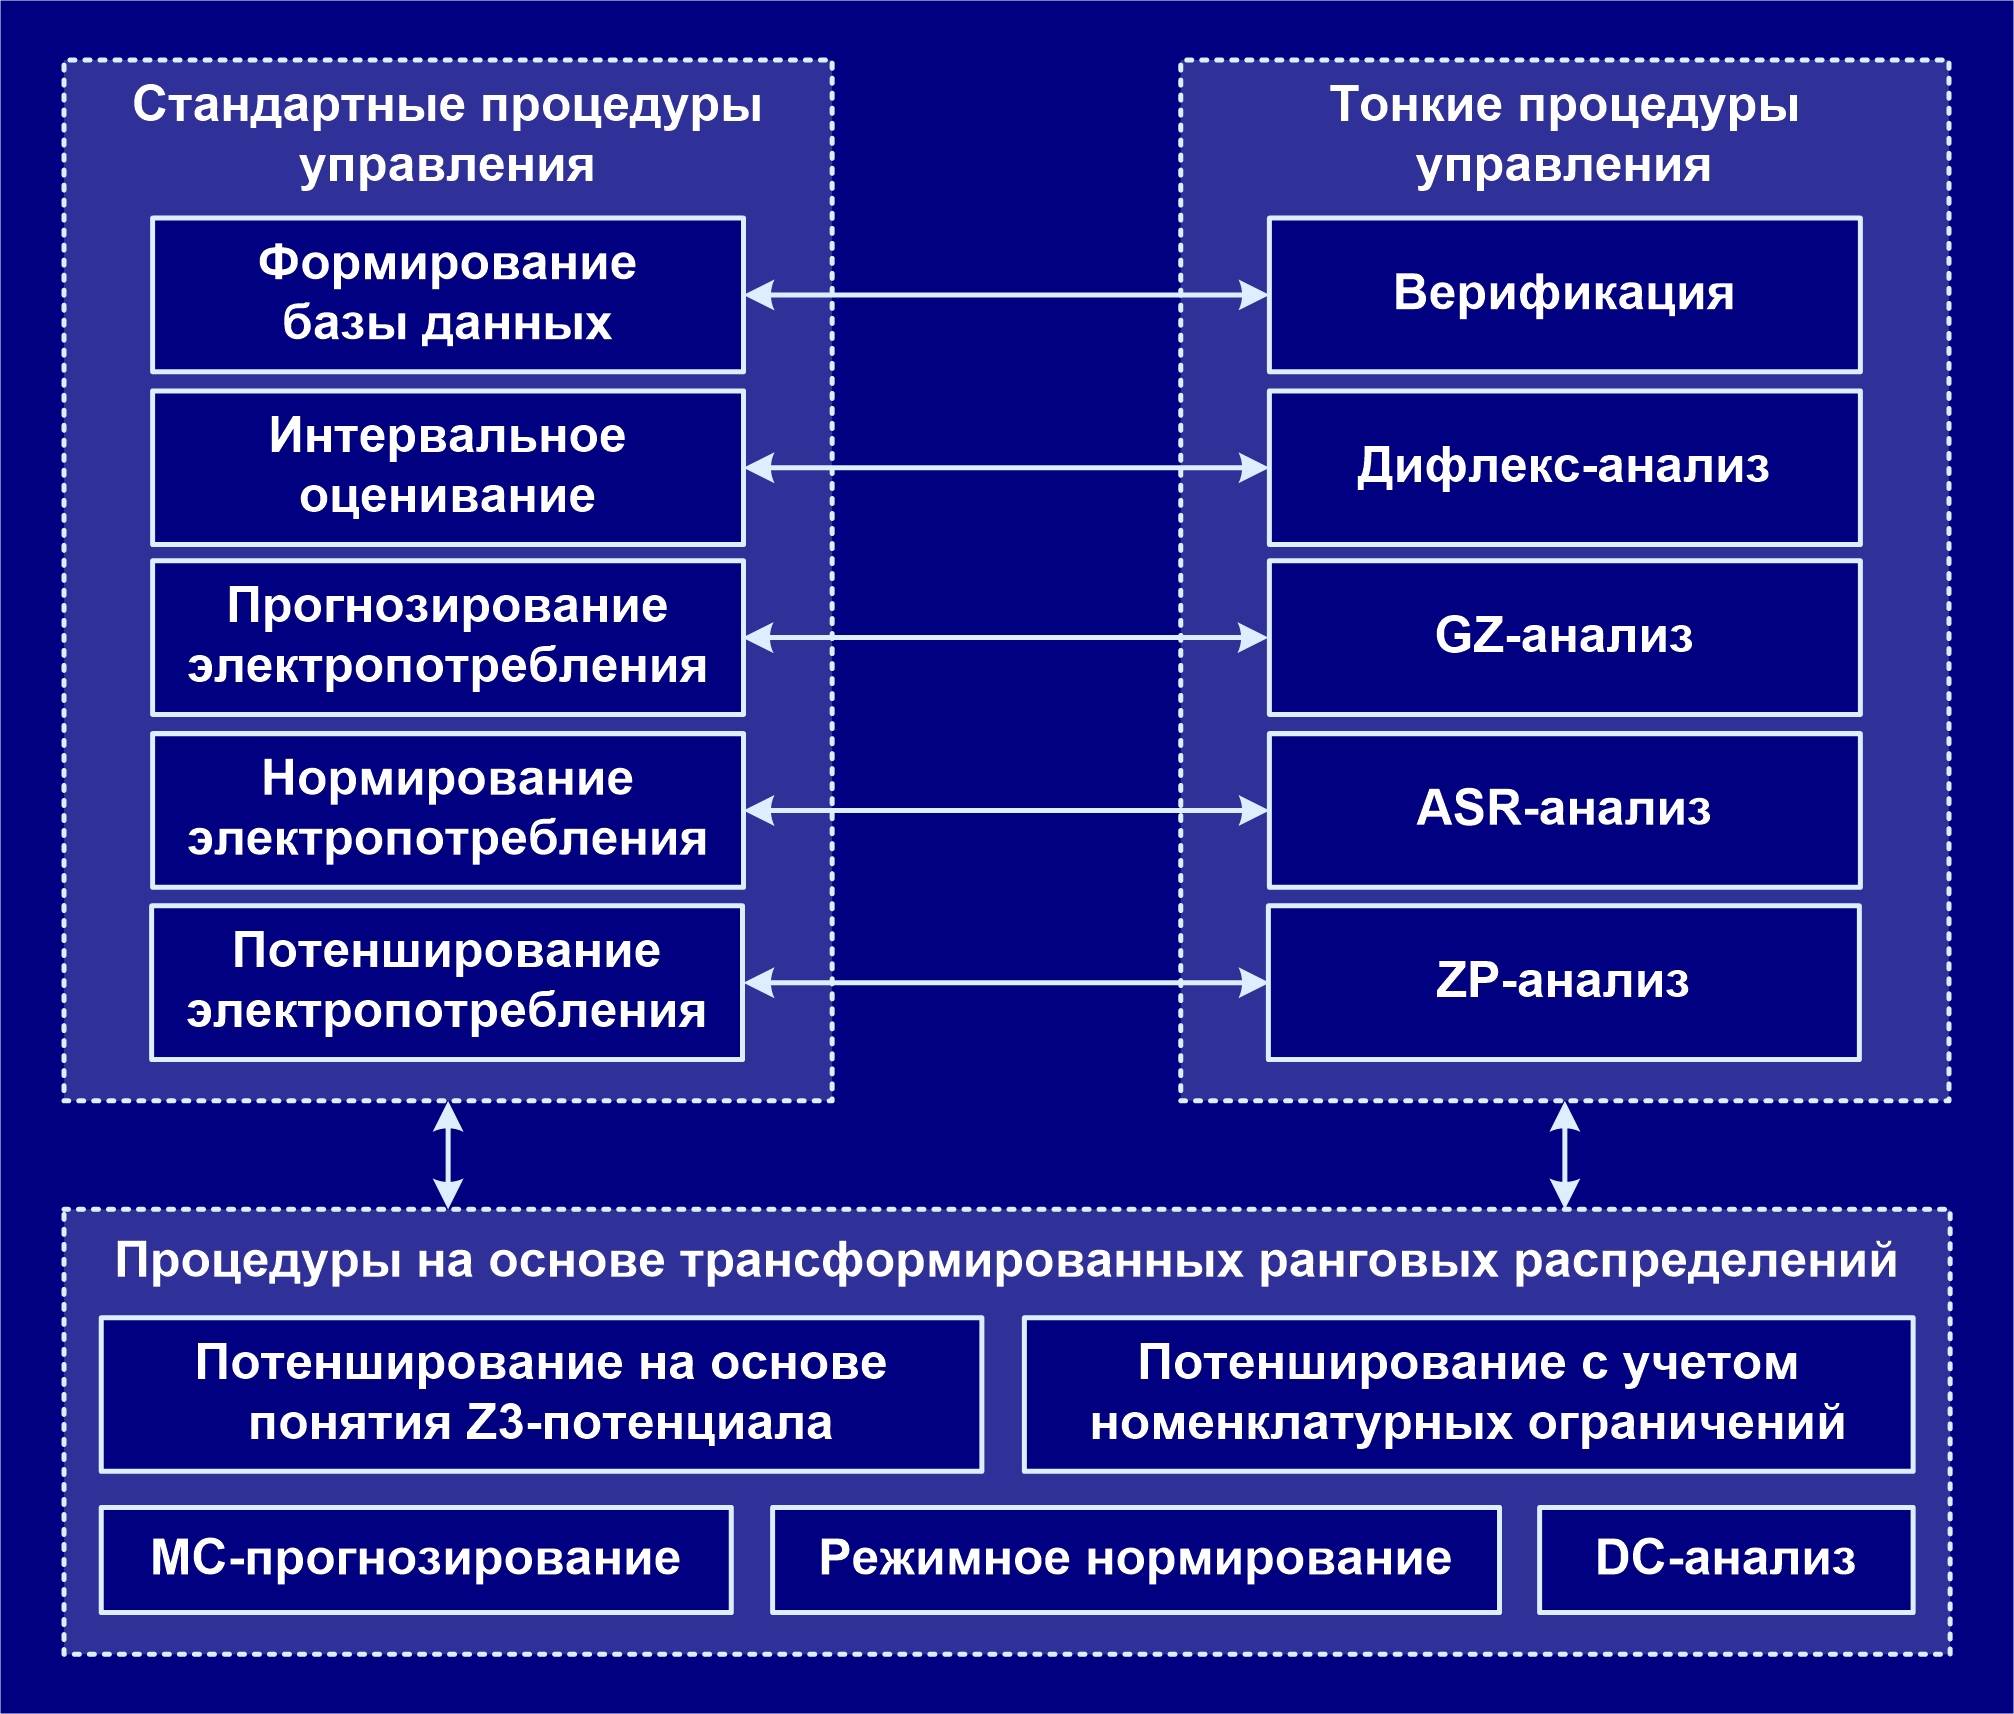 Стандартные процедуры
управления
Формирование
базы данных
Интервальное
оценивание
Прогнозирование
электропотребления
Нормирование
электропотребления
Потенширование
электропотребления
Тонкие процедуры
управления
Верификация
Дифлекс-анализ
GZ-анализ
ASR-анализ
ZP-анализ
Процедуры на основе трансформированных ранговых распределений
Потенширование на основе
понятия Z3-потенциала
Потенширование с учетом
номенклатурных ограничений
МС-прогнозирование
Режимное нормирование
DC-анализ